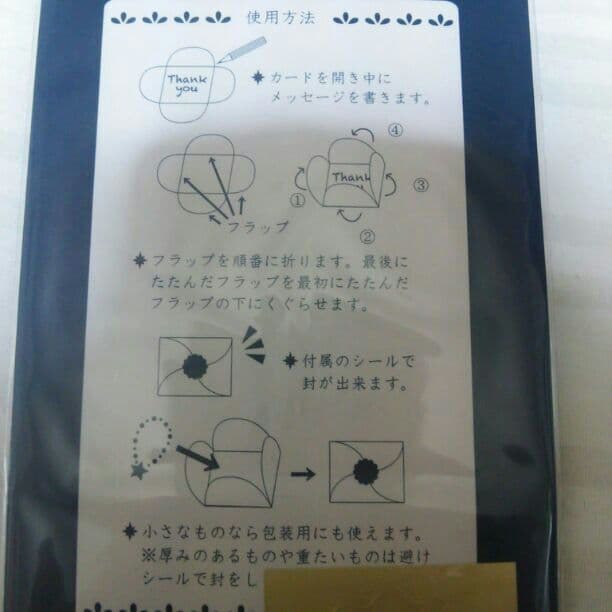 使用方法
Thank
you
✷カードを開き中に
メッセージを書きます。
④
Thank
①
③
②
フラップ
✷フラップを順番に折ります。最後に
たたんだフラップを最初にたたんだ
フラップの下にくぐらせます。
✷付属のシールで
封が出来ます。
✷小さなものなら包装用にも使えます。
※厚みのあるものや重たいものは避け
シールで封をし